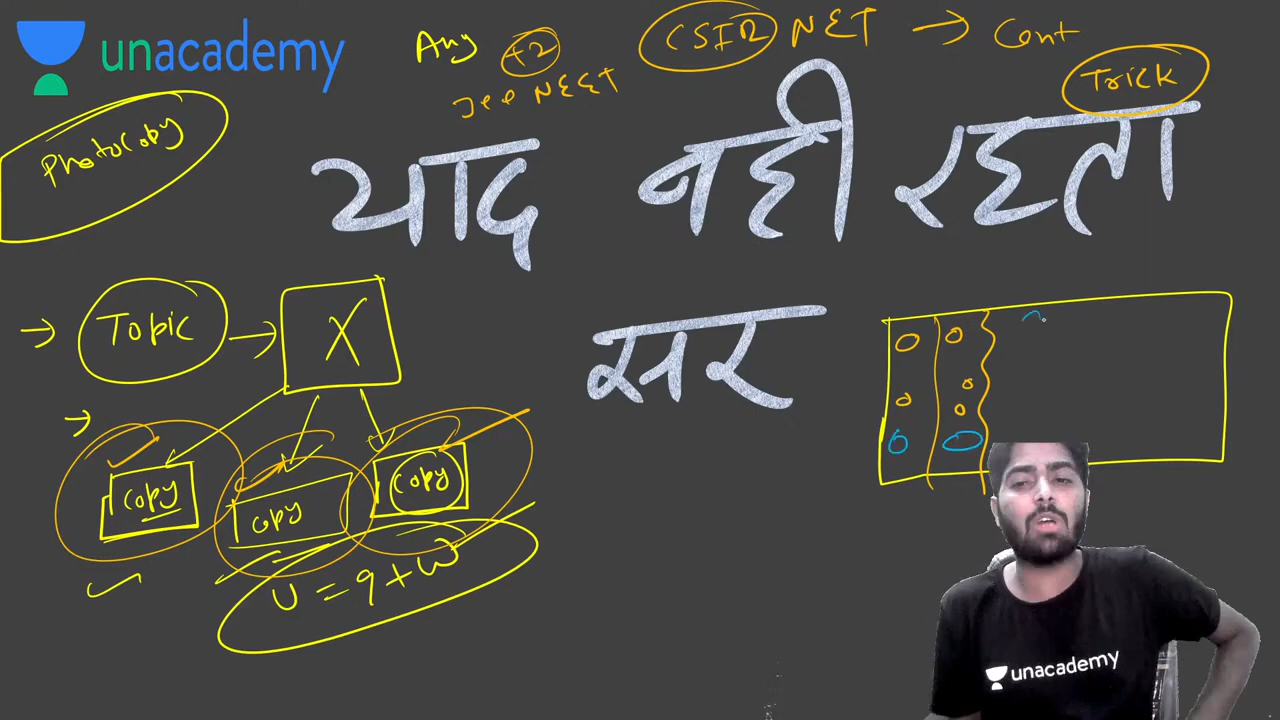 unacademy
Any +2 CSIR NET → Cont
Jee NEET
Trick
Photocopy
याद नही रहता
सर
→ Topic → X
→
copy copy copy
U = q + w
unacademy